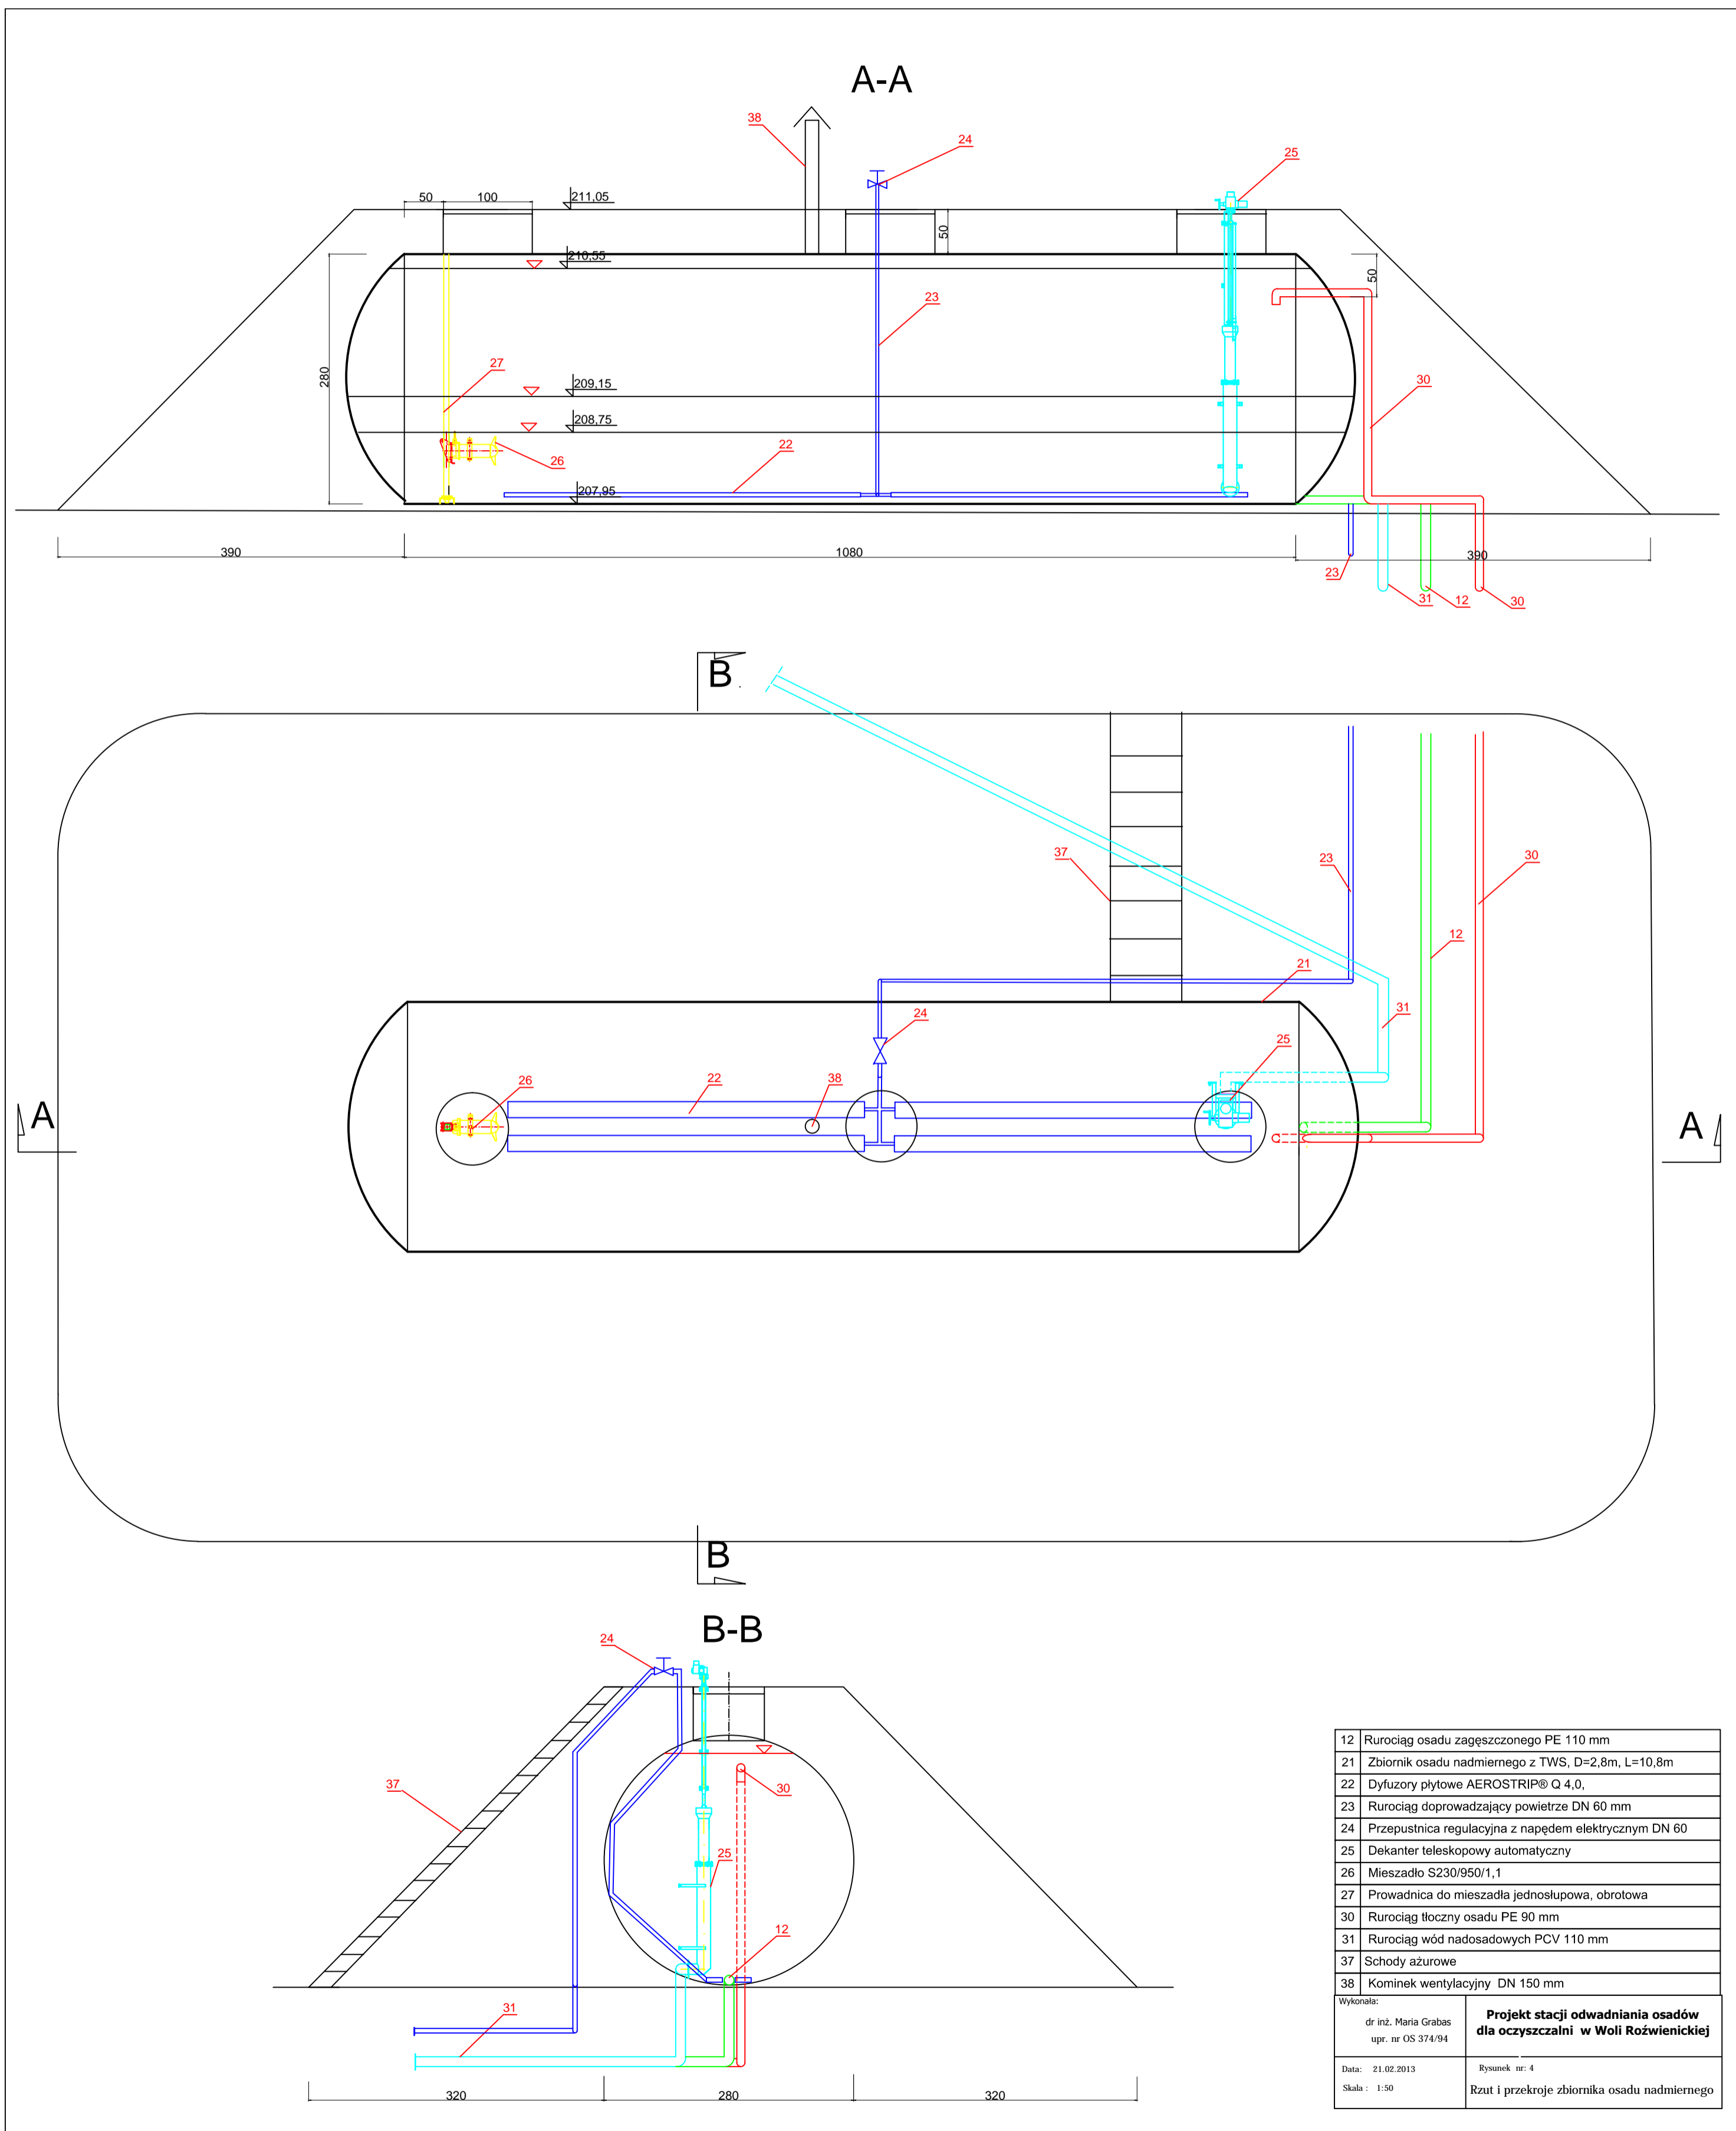 A-A
38
24
25
50
100
211,05
50
210,55
50
23
27
280
209,15
30
208,75
22
26
207,95
390
1080
390
23
31
12
30
B
37
23
30
12
21
31
24
25
26
22
38
A
A
B
B-B
24
37
30
25
12
31
320
280
320
12 Rurociąg osadu zagęszczonego PE 110 mm
21 Zbiornik osadu nadmiernego z TWS, D=2,8m, L=10,8m
22 Dyfuzory płytowe AEROSTRIP® Q 4,0,
23 Rurociąg doprowadzający powietrze DN 60 mm
24 Przepustnica regulacyjna z napędem elektrycznym DN 60
25 Dekanter teleskopowy automatyczny
26 Mieszadło S230/950/1,1
27 Prowadnica do mieszadła jednosłupowa, obrotowa
30 Rurociąg tłoczny osadu PE 90 mm
31 Rurociąg wód nadosadowych PCV 110 mm
37 Schody ażurowe
38 Kominek wentylacyjny DN 150 mm
Wykonała:
dr inż. Maria Grabas
upr. nr OS 374/94
Projekt stacji odwadniania osadów
dla oczyszczalni w Woli Roźwienickiej
Data: 21.02.2013
Skala : 1:50
Rysunek nr: 4
Rzut i przekroje zbiornika osadu nadmiernego